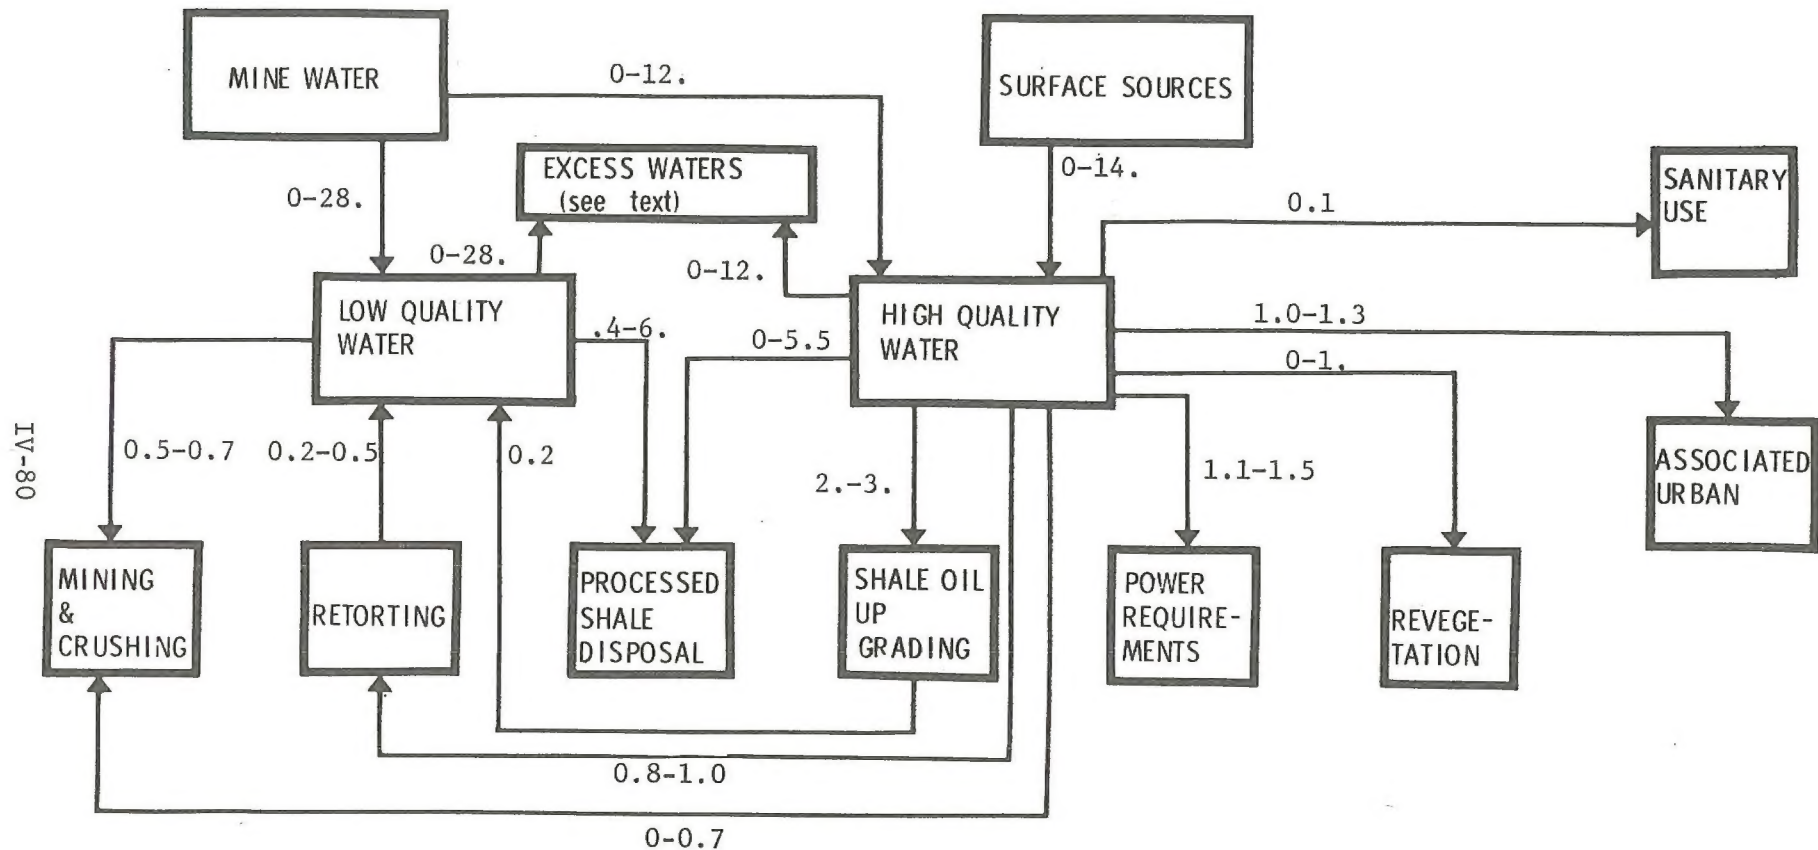 MINE WATER
0-12.
SURFACE SOURCES
0-28.
EXCESS WATERS
(see text)
0-14.
0.1
SANITARY
USE
0-28.
0-12.
LOW QUALITY
WATER
.4-6.
0-5.5
HIGH QUALITY
WATER
1.0-1.3
0-1.
IV-80
0.5-0.7
0.2-0.5
0.2
2.-3.
1.1-1.5
ASSOCIATED
URBAN
MINING
&
CRUSHING
RETORTING
PROCESSED
SHALE
DISPOSAL
SHALE OIL
UP
GRADING
POWER
REQUIRE-
MENTS
REVEGE-
TATION
0.8-1.0
0-0.7